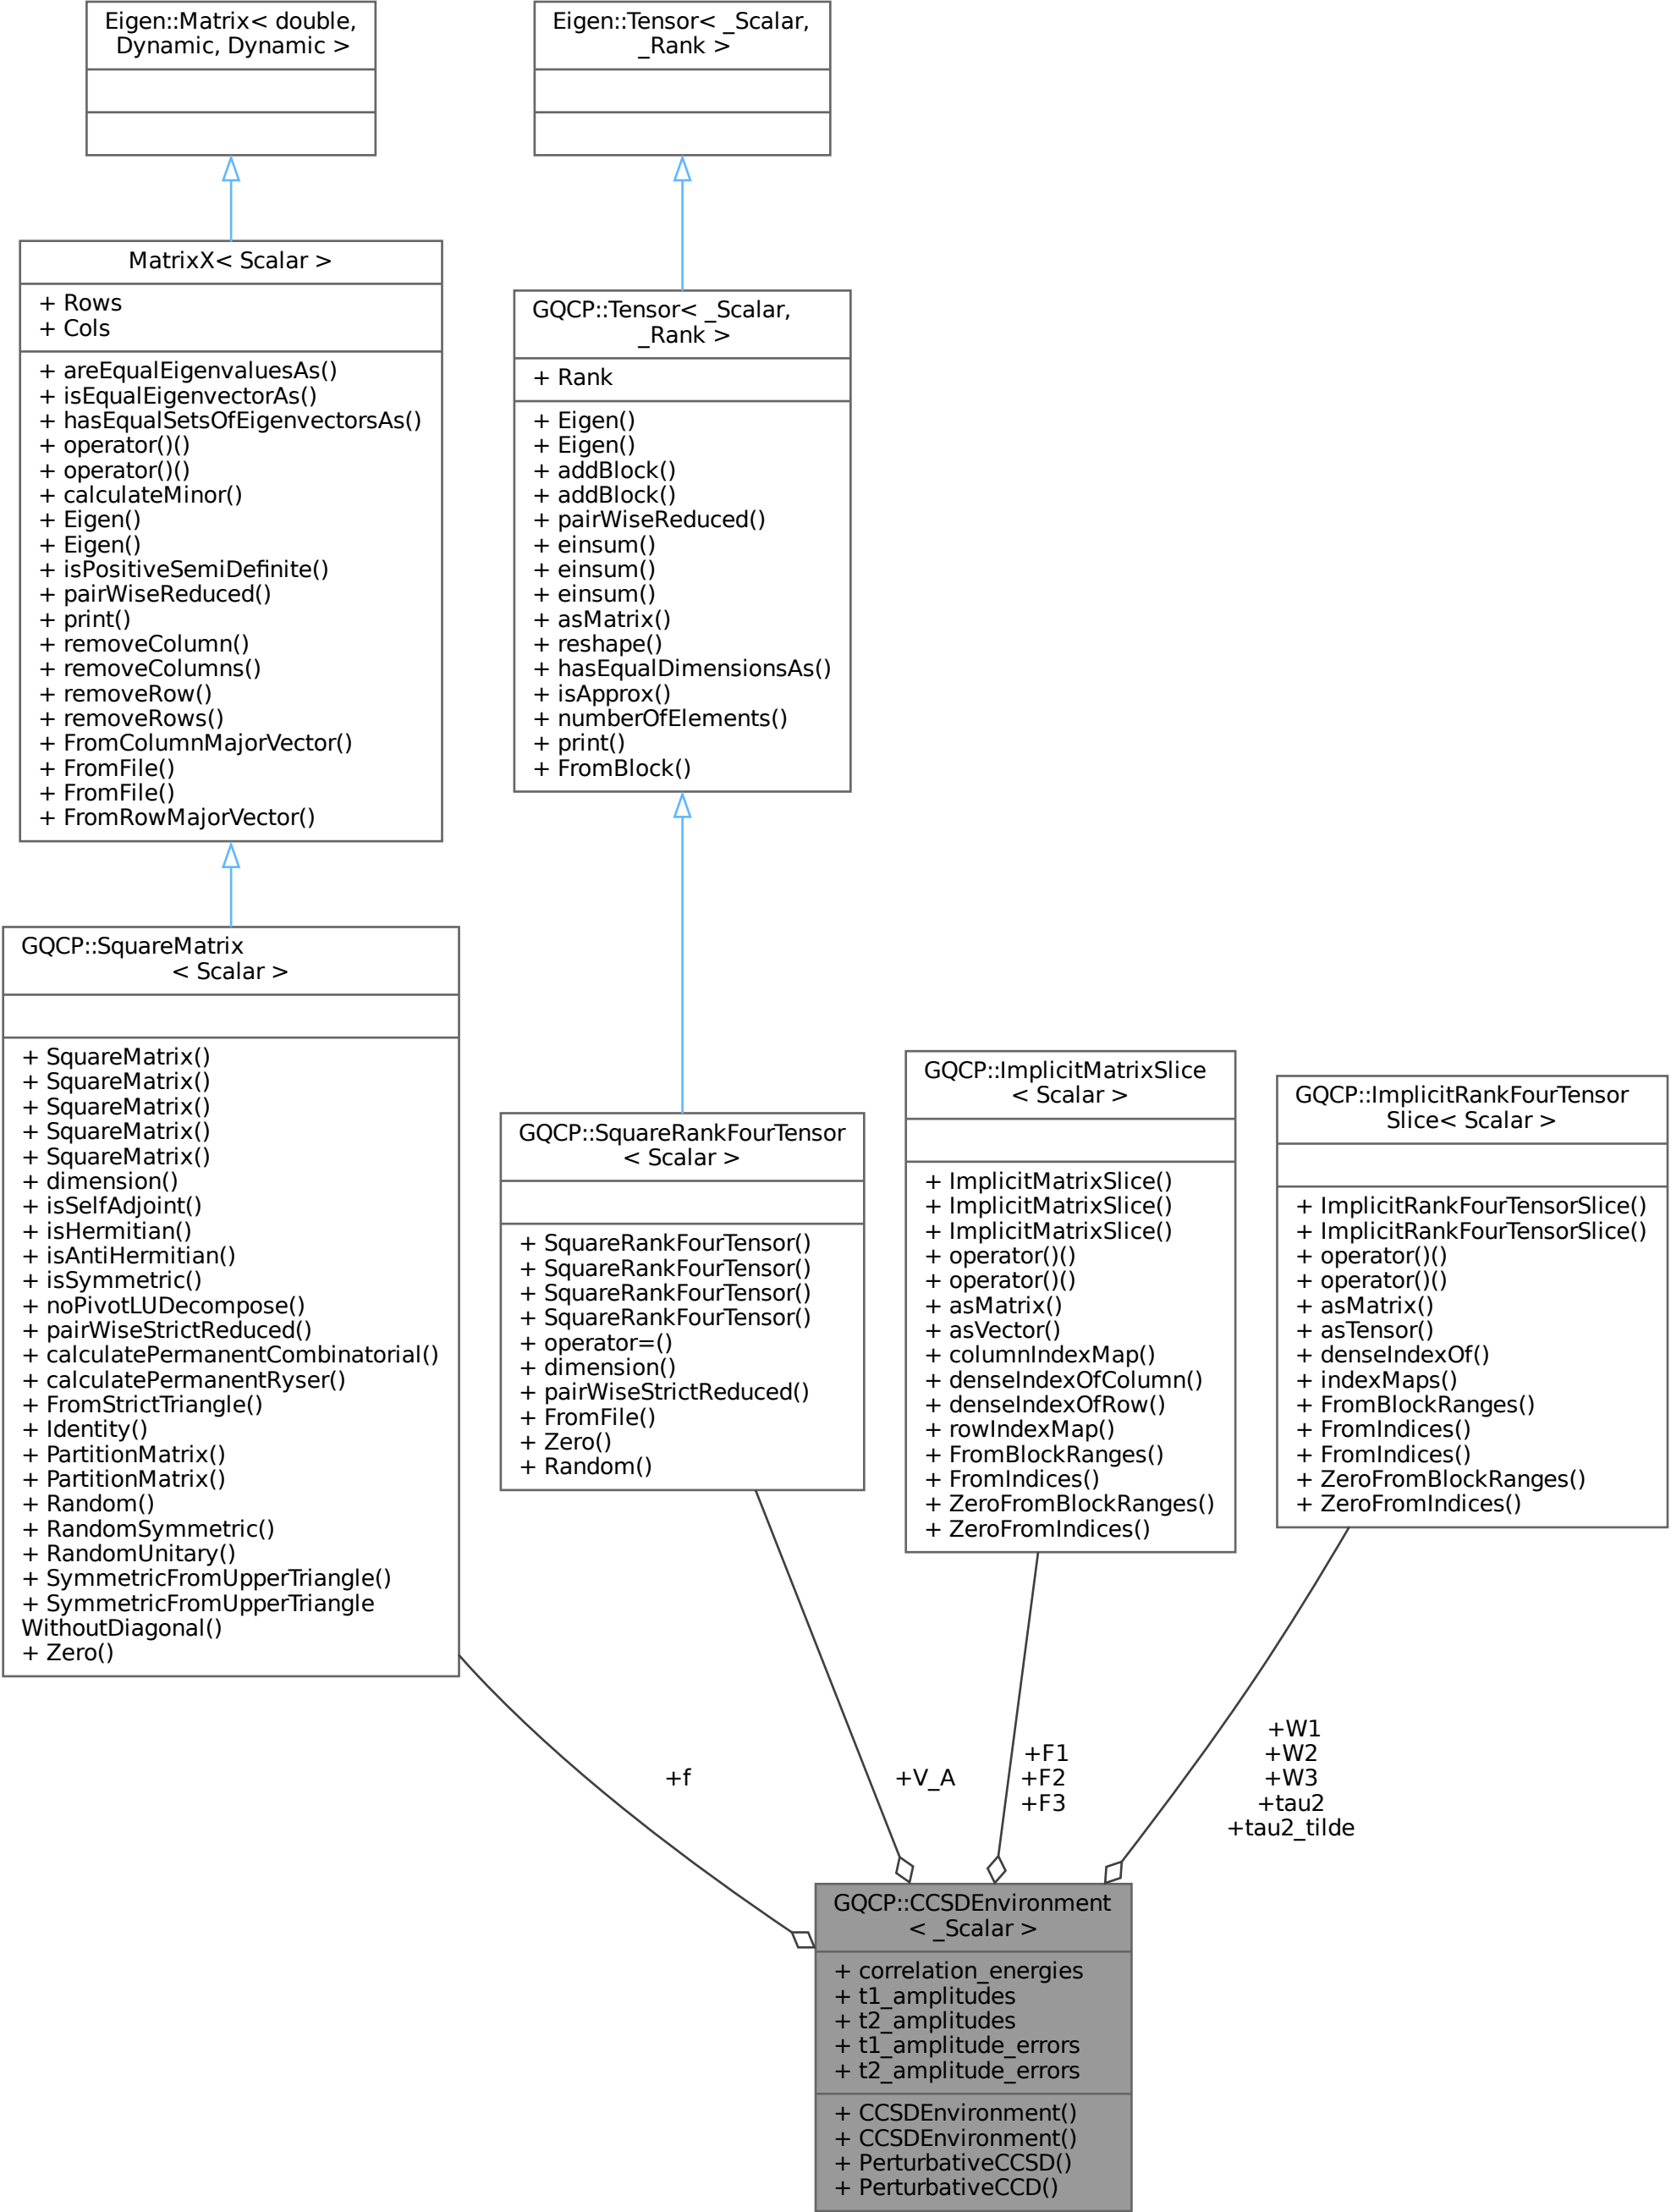 Eigen::Matrix< double,
Dynamic, Dynamic >
Eigen::Tensor< _Scalar,
_Rank >
MatrixX< Scalar >
+ Rows
+ Cols
+ areEqualEigenvaluesAs()
+ isEqualEigenvectorAs()
+ hasEqualSetsOfEigenvectorsAs()
+ operator()()
+ operator()()
+ calculateMinor()
+ Eigen()
+ Eigen()
+ isPositiveSemiDefinite()
+ pairWiseReduced()
+ print()
+ removeColumn()
+ removeColumns()
+ removeRow()
+ removeRows()
+ FromColumnMajorVector()
+ FromFile()
+ FromFile()
+ FromRowMajorVector()
GQCP::Tensor< _Scalar,
_Rank >
+ Rank
+ Eigen()
+ Eigen()
+ addBlock()
+ addBlock()
+ pairWiseReduced()
+ einsum()
+ einsum()
+ einsum()
+ asMatrix()
+ reshape()
+ hasEqualDimensionsAs()
+ isApprox()
+ numberOfElements()
+ print()
+ FromBlock()
GQCP::SquareMatrix
< Scalar >
+ SquareMatrix()
+ SquareMatrix()
+ SquareMatrix()
+ SquareMatrix()
+ SquareMatrix()
+ dimension()
+ isSelfAdjoint()
+ isHermitian()
+ isAntiHermitian()
+ isSymmetric()
+ noPivotLUDecompose()
+ pairWiseStrictReduced()
+ calculatePermanentCombinatorial()
+ calculatePermanentRyser()
+ FromStrictTriangle()
+ Identity()
+ PartitionMatrix()
+ PartitionMatrix()
+ Random()
+ RandomSymmetric()
+ RandomUnitary()
+ SymmetricFromUpperTriangle()
+ SymmetricFromUpperTriangle
WithoutDiagonal()
+ Zero()
GQCP::SquareRankFourTensor
< Scalar >
+ SquareRankFourTensor()
+ SquareRankFourTensor()
+ SquareRankFourTensor()
+ SquareRankFourTensor()
+ operator=()
+ dimension()
+ pairWiseStrictReduced()
+ FromFile()
+ Zero()
+ Random()
GQCP::ImplicitMatrixSlice
< Scalar >
+ ImplicitMatrixSlice()
+ ImplicitMatrixSlice()
+ ImplicitMatrixSlice()
+ operator()()
+ operator()()
+ asMatrix()
+ asVector()
+ columnIndexMap()
+ denseIndexOfColumn()
+ denseIndexOfRow()
+ rowIndexMap()
+ FromBlockRanges()
+ FromIndices()
+ ZeroFromBlockRanges()
+ ZeroFromIndices()
GQCP::ImplicitRankFourTensor
Slice< Scalar >
+ ImplicitRankFourTensorSlice()
+ ImplicitRankFourTensorSlice()
+ operator()()
+ operator()()
+ asMatrix()
+ asTensor()
+ denseIndexOf()
+ indexMaps()
+ FromBlockRanges()
+ FromIndices()
+ FromIndices()
+ ZeroFromBlockRanges()
+ ZeroFromIndices()
+f
+V_A
+F1
+F2
+F3
+W1
+W2
+W3
+tau2
+tau2_tilde
GQCP::CCSDEnvironment
< _Scalar >
+ correlation_energies
+ t1_amplitudes
+ t2_amplitudes
+ t1_amplitude_errors
+ t2_amplitude_errors
+ CCSDEnvironment()
+ CCSDEnvironment()
+ PerturbativeCCSD()
+ PerturbativeCCD()